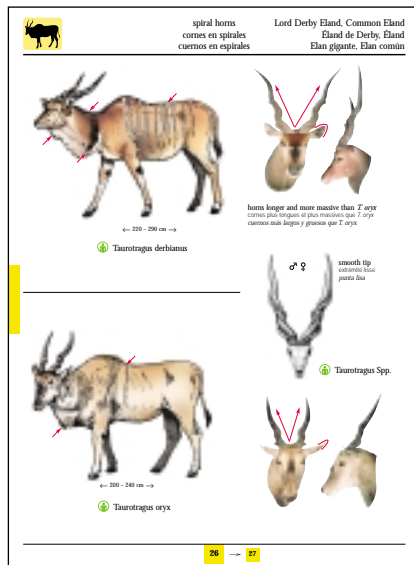 spiral horns
cornes en spirales
cuernos en espirales
Lord Derby Eland, Common Eland
Éland de Derby, Éland
Elan gigante, Elan común
← 220 – 290 cm →
Taurotragus derbianus
horns longer and more massive than T. oryx
cornes plus longues et plus massives que T. oryx
cuernos más largos y gruesos que T. oryx
♂ ♀
smooth tip
extrémité lisse
punta lisa
Taurotragus Spp.
← 200 – 240 cm →
Taurotragus oryx
26 → 27